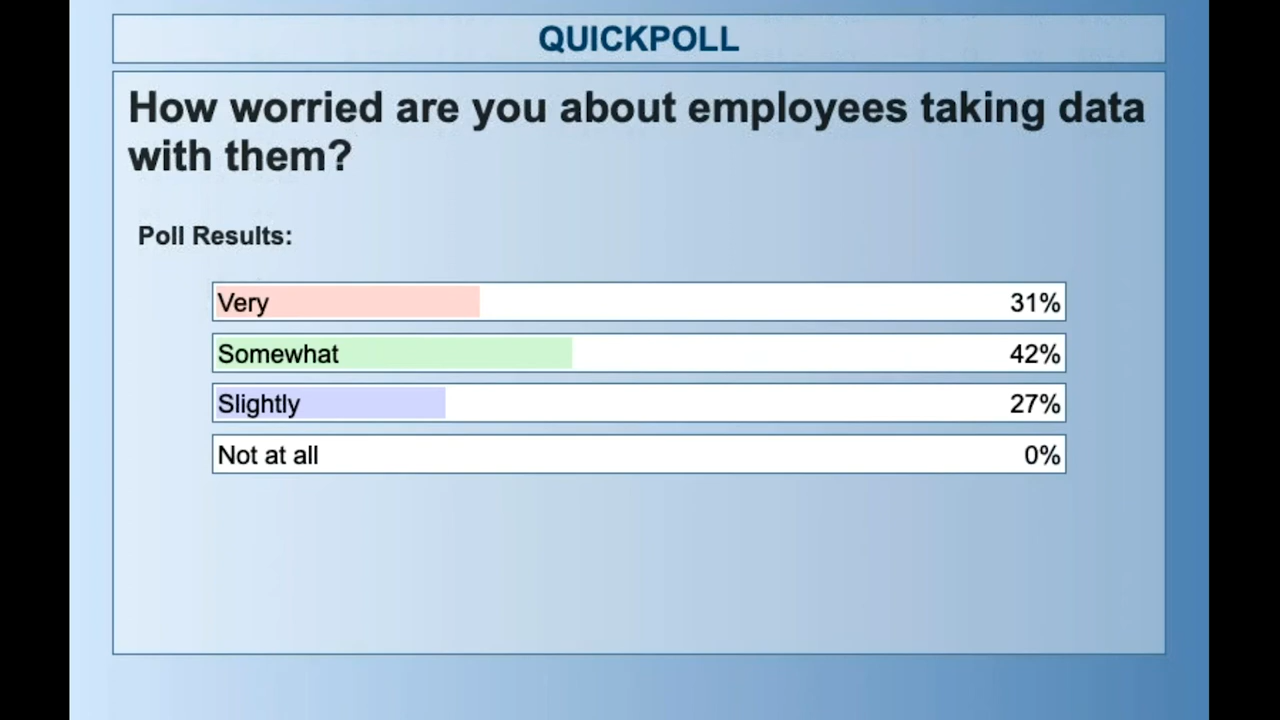 QUICKPOLL
How worried are you about employees taking data
with them?
Poll Results:
Very 31%
Somewhat 42%
Slightly 27%
Not at all 0%